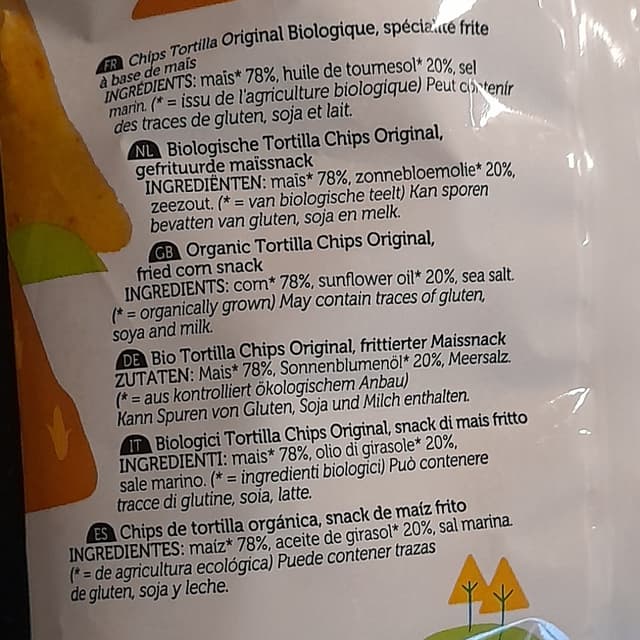 FR Chips Tortilla Original Biologique, spécialité frite
à base de maïs
INGRÉDIENTS: maïs* 78%, huile de tournesol* 20%, sel
marin. (* = issu de l'agriculture biologique) Peut contenir
des traces de gluten, soja et lait.
NL Biologische Tortilla Chips Original,
gefrituurde maïssnack
INGREDIËNTEN: maïs* 78%, zonnebloemolie* 20%,
zeezout. (* = van biologische teelt) Kan sporen
bevatten van gluten, soja en melk.
GB Organic Tortilla Chips Original,
fried corn snack
INGREDIENTS: corn* 78%, sunflower oil* 20%, sea salt.
(* = organically grown) May contain traces of gluten,
soya and milk.
DE Bio Tortilla Chips Original, frittierter Maissnack
ZUTATEN: Mais* 78%, Sonnenblumenöl* 20%, Meersalz.
(* = aus kontrolliert ökologischem Anbau)
Kann Spuren von Gluten, Soja und Milch enthalten.
IT Biologici Tortilla Chips Original, snack di mais fritto
INGREDIENTI: mais* 78%, olio di girasole* 20%,
sale marino. (* = ingredienti biologici) Può contenere
tracce di glutine, soia, latte.
ES Chips de tortilla orgánica, snack de maíz frito
INGREDIENTES: maíz* 78%, aceite de girasol* 20%, sal marina.
(* = de agricultura ecológica) Puede contener trazas
de gluten, soja y leche.